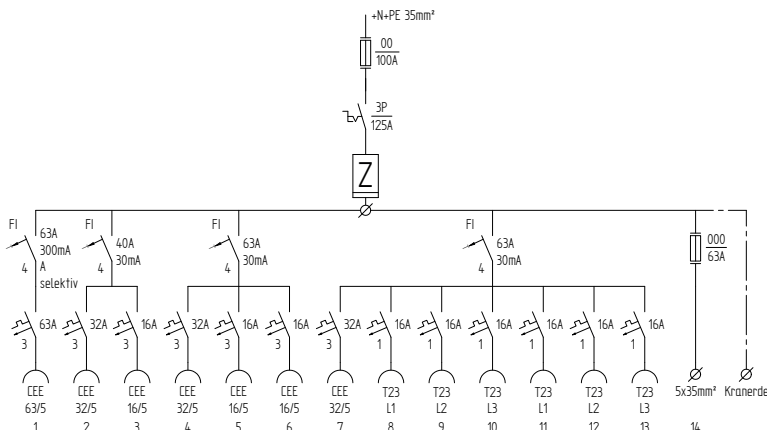 +N+PE 35mm²
00
100A
3P
125A
Z
FI
63A
300mA
A
selektiv
4
FI
40A
30mA
4
FI
63A
30mA
4
FI
63A
30mA
4
000
63A
63A
3
32A
3
16A
3
32A
3
16A
3
16A
3
32A
3
16A
1
16A
1
16A
1
16A
1
16A
1
16A
1
CEE CEE CEE CEE CEE CEE CEE T23 T23 T23 T23 T23 T23 5x35mm² Kranerde
63/5 32/5 16/5 32/5 16/5 16/5 32/5 L1 L2 L3 L1 L2 L3
1 2 3 4 5 6 7 8 9 10 11 12 13 14